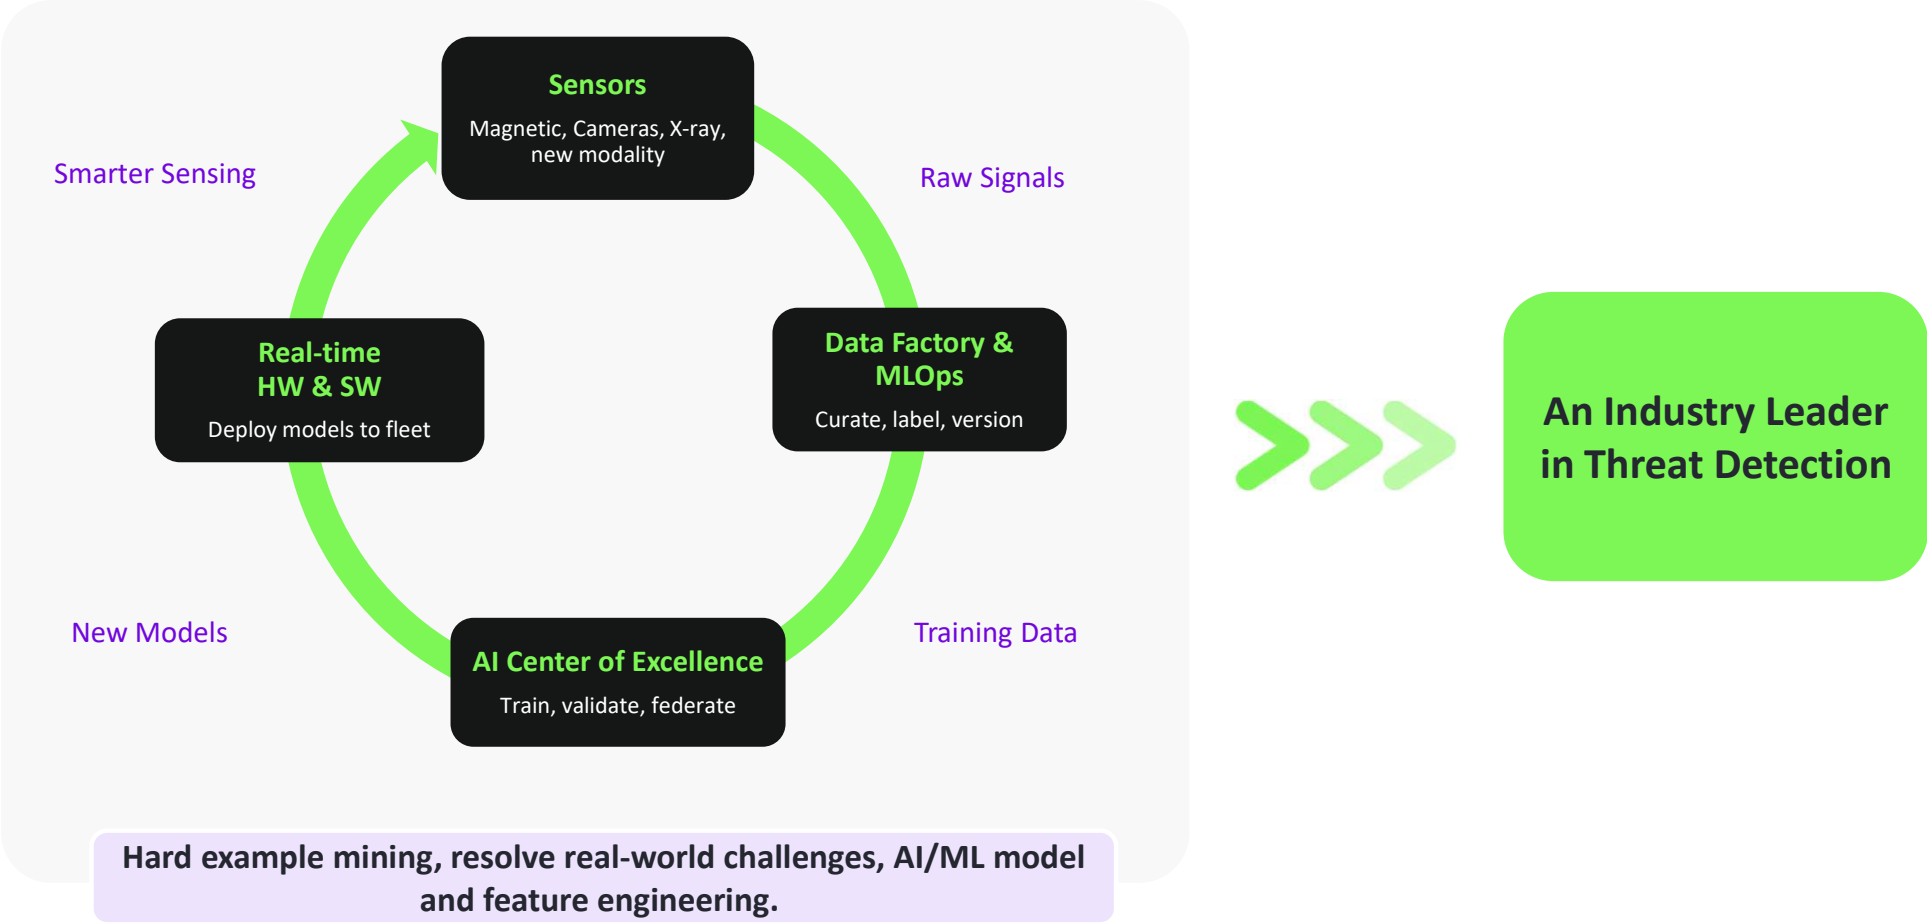 Sensors
Magnetic, Cameras, X-ray,
new modality
Smarter Sensing
Raw Signals
Real-time
HW & SW
Deploy models to fleet
Data Factory &
MLOps
Curate, label, version
An Industry Leader
in Threat Detection
New Models
Training Data
AI Center of Excellence
Train, validate, federate
Hard example mining, resolve real-world challenges, AI/ML model
and feature engineering.